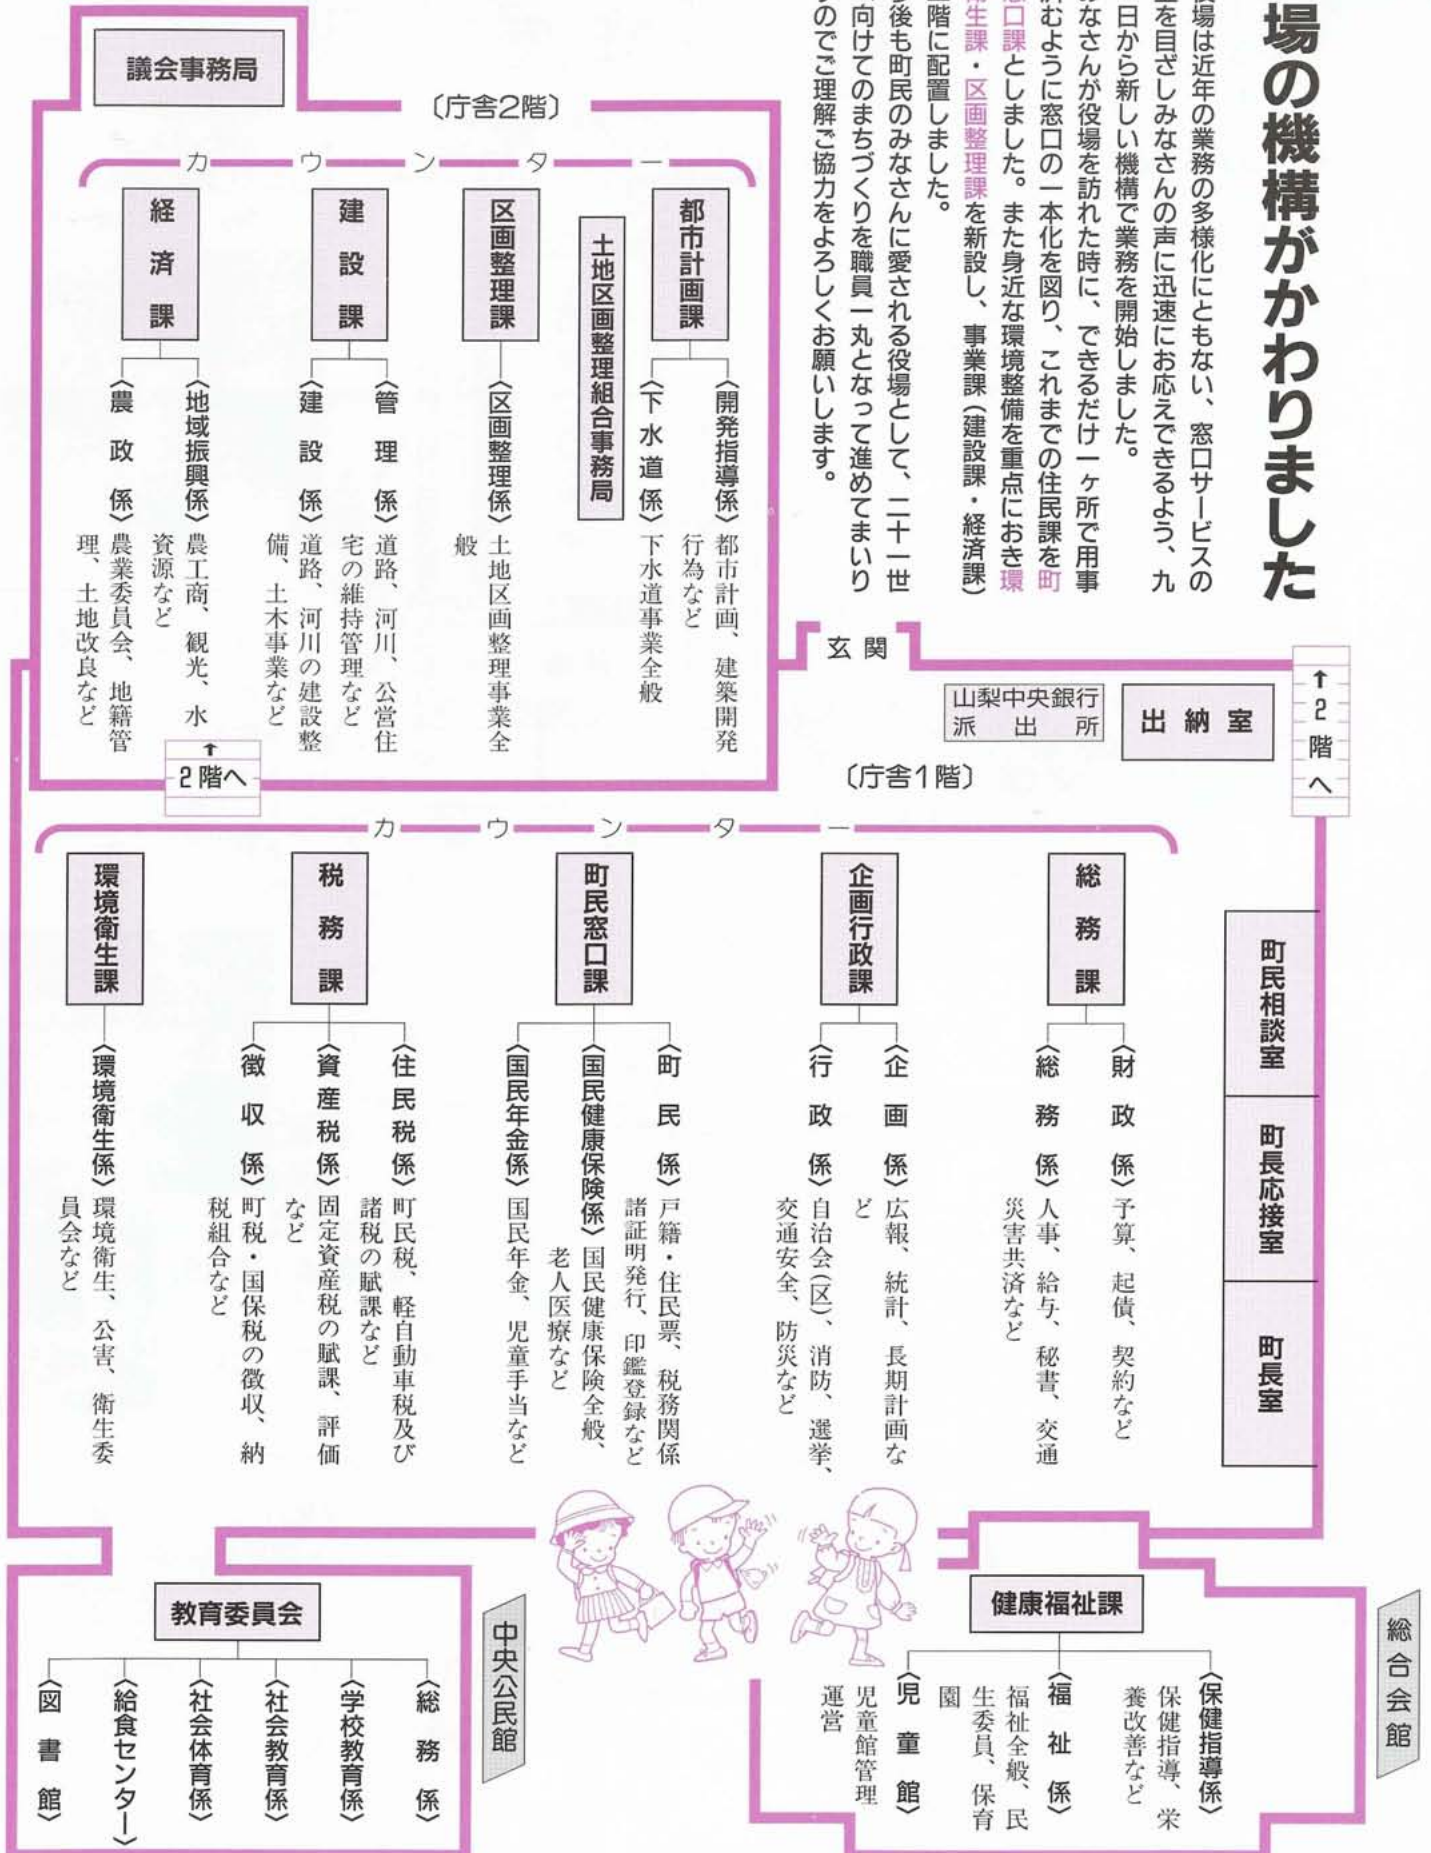 場の機構がかわりました
役場は近年の業務の多様化にともない、窓口サービスの
を目ざしみなさんの声に迅速にお応えできるよう、九
日から新しい機構で業務を開始しました。
みなさんが役場を訪れた時に、できるだけ一ヶ所で用事
済むように窓口の一本化を図り、これまでの住民課を町
窓口課としました。また身近な環境整備を重点におき環
衛生課・区画整理課を新設し、事業課(建設課・経済課)
階に配置しました。
後も町民のみなさんに愛される役場として、二十一世
向けてのまちづくりを職員一丸となって進めてまいり
のでご理解ご協力をよろしくお願いします。
議会事務局
〔庁舎2階〕
カウンター
都市計画課
〈開発指導係〉都市計画、建築開発
行為など
〈下水道係〉下水道事業全般
土地区画整理組合事務局
区画整理課
〈区画整理係〉土地区画整理事業全
般
建設課
〈管理係〉道路、河川、公営住
宅の維持管理など
〈建設係〉道路、河川の建設整
備、土木事業など
経済課
〈地域振興係〉農工商、観光、水
資源など
〈農政係〉農業委員会、地籍管
理、土地改良など
↑
2階へ
玄関
山梨中央銀行
派出所
出納室
↑2階へ
〔庁舎1階〕
カウンター
町民相談室
町長応接室
町長室
総務課
〈財政係〉予算、起債、契約など
〈総務係〉人事、給与、秘書、交通
災害共済など
企画行政課
〈企画係〉広報、統計、長期計画な
ど
〈行政係〉自治会(区)、消防、選挙、
交通安全、防災など
町民窓口課
〈町民係〉戸籍・住民票、税務関係
諸証明発行、印鑑登録など
〈国民健康保険係〉国民健康保険全般、
老人医療など
〈国民年金係〉国民年金、児童手当など
税務課
〈住民税係〉町民税、軽自動車税及び
諸税の賦課など
〈資産税係〉固定資産税の賦課、評価
など
〈徴収係〉町税・国保税の徴収、納
税組合など
環境衛生課
〈環境衛生係〉環境衛生、公害、衛生委
員会など
総合会館
健康福祉課
〈保健指導係〉
保健指導、栄
養改善など
〈福祉係〉
福祉全般、民
生委員、保育
園
〈児童館〉
児童館管理
運営
中央公民館
教育委員会
〈総務係〉
〈学校教育係〉
〈社会教育係〉
〈社会体育係〉
〈給食センター〉
〈図書館〉